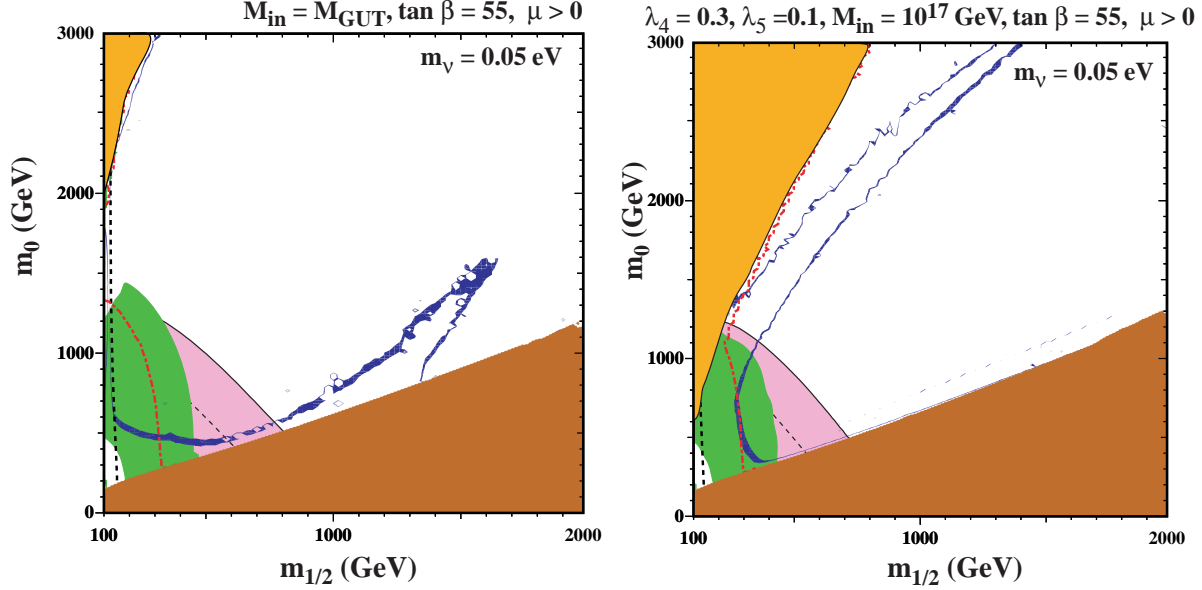 M_in = M_GUT, tan β = 55, μ > 0
m_ν = 0.05 eV
3000
2000
1000
0
m_0 (GeV)
100
1000
2000
m_1/2 (GeV)
λ_4 = 0.3, λ_5 =0.1, M_in = 10^17 GeV, tan β = 55, μ > 0
m_ν = 0.05 eV
3000
2000
1000
0
m_0 (GeV)
100
1000
2000
m_1/2 (GeV)